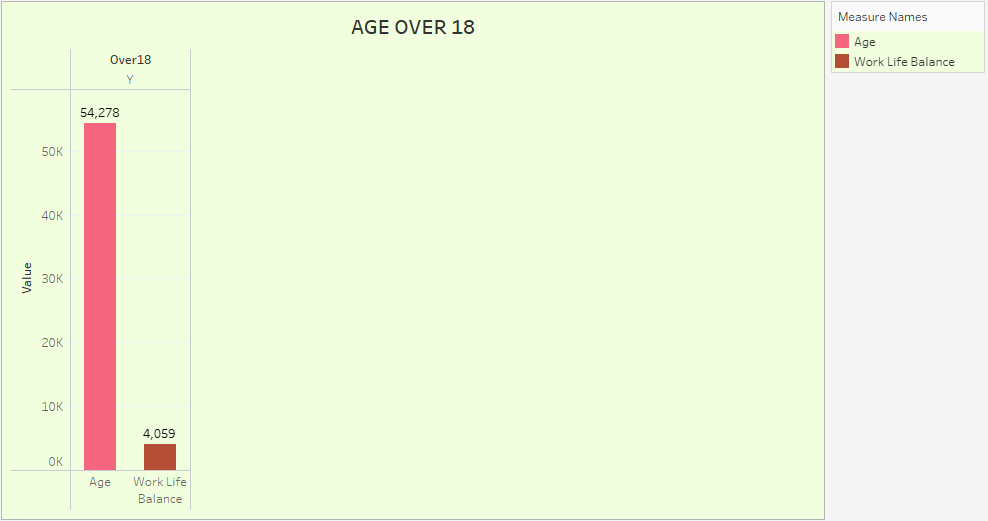 AGE OVER 18
Over18
Y
54,278
50K
40K
30K
20K
10K
4,059
0K
Value
Age
Work Life
Balance
Measure Names
Age
Work Life Balance